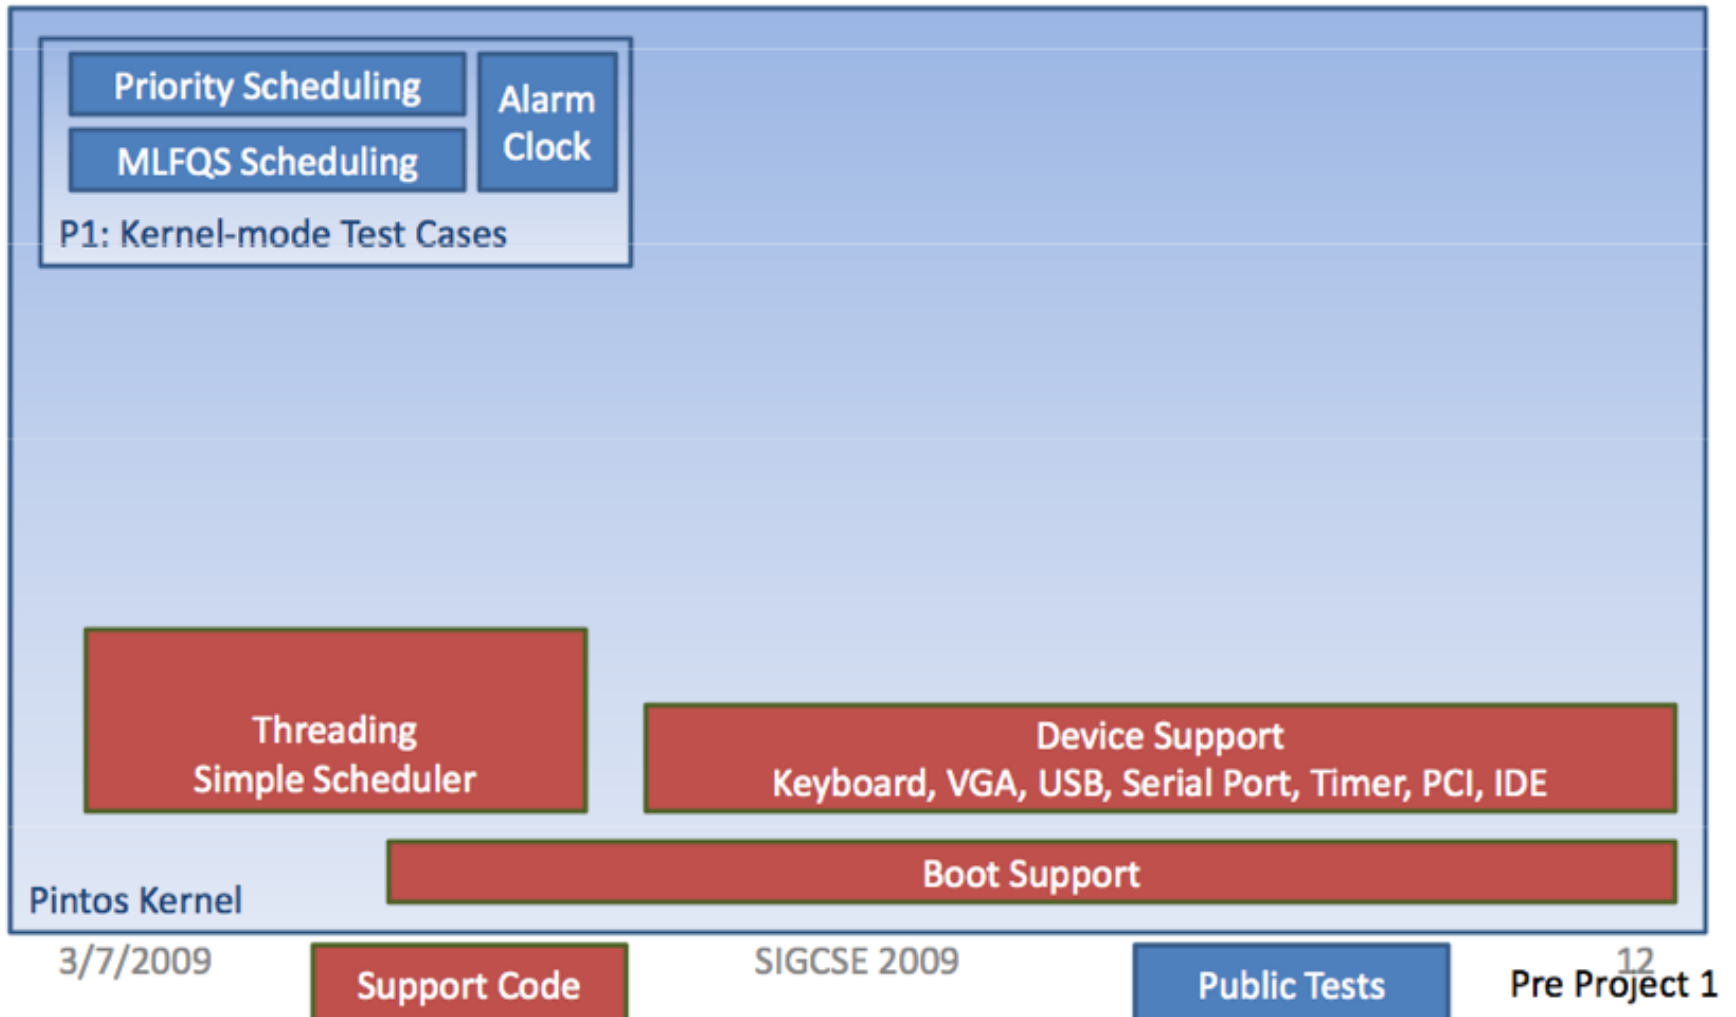 Priority Scheduling
MLFQS Scheduling
Alarm
Clock
P1: Kernel-mode Test Cases
Threading
Simple Scheduler
Device Support
Keyboard, VGA, USB, Serial Port, Timer, PCI, IDE
Boot Support
Pintos Kernel
3/7/2009
SIGCSE 2009
12
Support Code
Public Tests
Pre Project 1